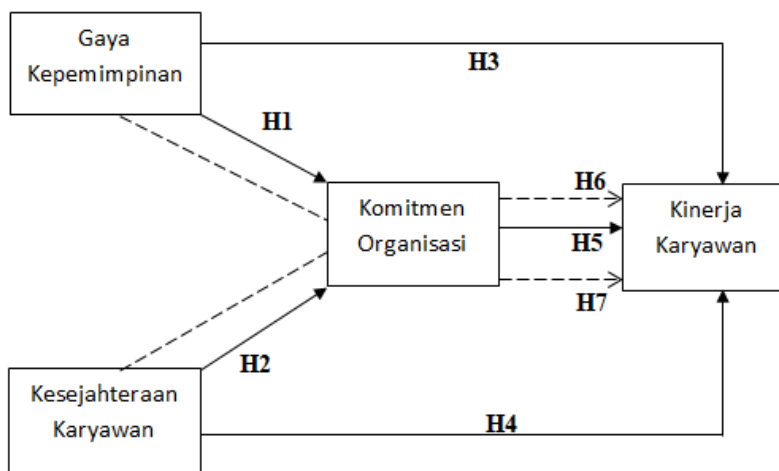 Gaya
Kepemimpinan
H3
H1
Komitmen
Organisasi
H6
H5
H7
Kinerja
Karyawan
H2
Kesejahteraan
Karyawan
H4